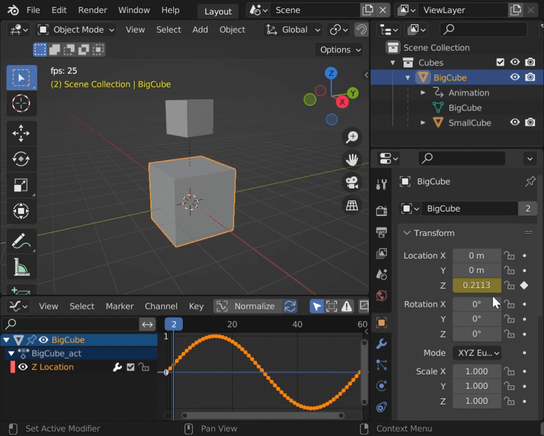 File Edit Render Window Help Layout Scene ViewLayer
Object Mode View Select Add Object Global
Options
fps: 25
(2) Scene Collection | BigCube
Z
Y
X
Scene Collection
Cubes
BigCube
Animation
BigCube
SmallCube
BigCube
BigCube 2
Transform
Location X 0 m
Y 0 m
Z 0.2113
Rotation X 0°
Y 0°
Z 0°
Mode XYZ Eu...
Scale X 1.000
Y 1.000
Z 1.000
View Select Marker Channel Key Normalize
2 20 40 60
BigCube
BigCube_act
Z Location
1
Set Active Modifier Pan View Context Menu